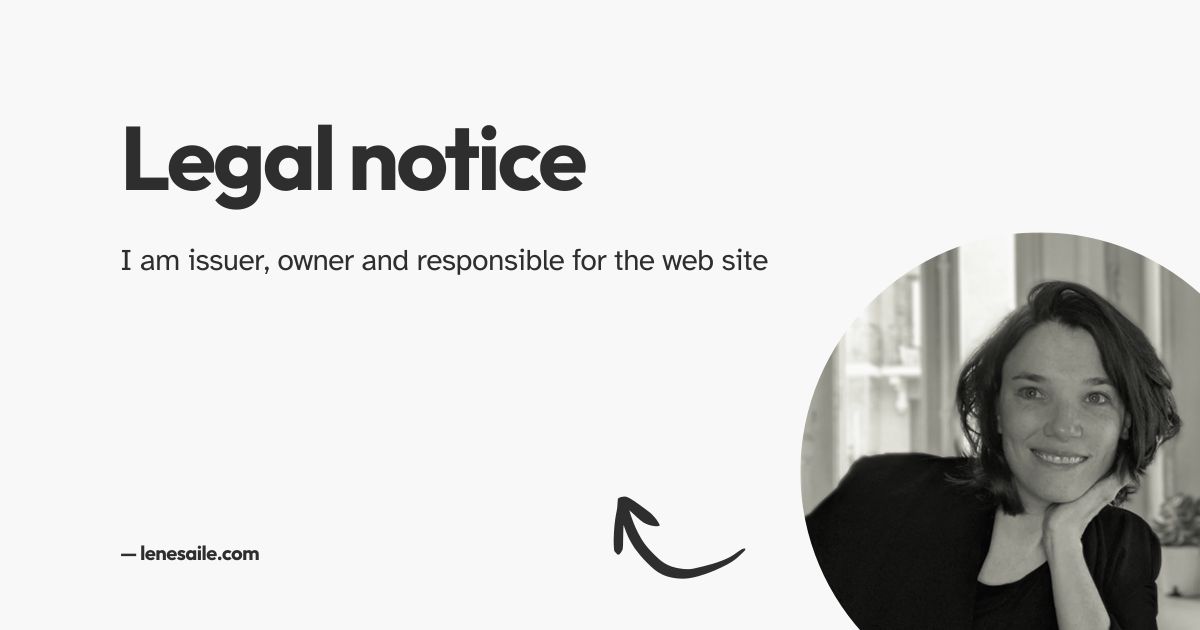 Legal notice
I am issuer, owner and responsible for the web site
— lenesaile.com